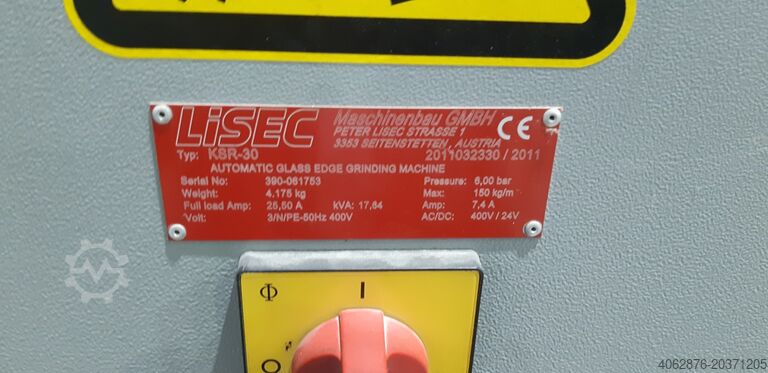 LiSEC Maschinenbau GMBH
PETER LISEC STRASSE 1
3353 SEITENSTETTEN, AUSTRIA
CE
Typ: KSR-30 2011032330 / 2011
AUTOMATIC GLASS EDGE GRINDING MACHINE
Serial No: 390-061753 Pressure: 6,00 bar
Weight: 4.175 kg Max: 150 kg/m
Full load Amp: 25,50 A kVA: 17,64 Amp: 7,4 A
Volt: 3/N/PE-50Hz 400V AC/DC: 400V / 24V
I
O
4062876-20371205